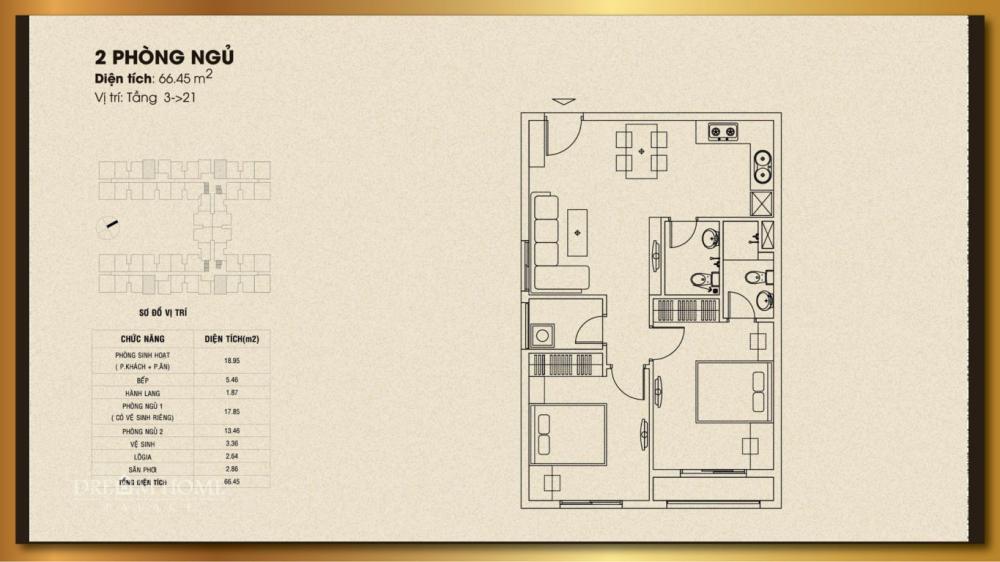 2 PHÒNG NGỦ
Diện tích: 66.45 m2
Vị trí: Tầng 3->21
SƠ ĐỒ VỊ TRÍ
CHỨC NĂNG DIỆN TÍCH(m2)
PHÒNG SINH HOẠT
( P.KHÁCH + P.ĂN) 18.95
BẾP 5.46
HÀNH LANG 1.87
PHÒNG NGỦ 1
( CÓ VỆ SINH RIÊNG) 17.85
PHÒNG NGỦ 2 13.46
VỆ SINH 3.36
LÔGIA 2.64
SÂN PHƠI 2.86
TỔNG DIỆN TÍCH 66.45
DREAM HOME
PALACE